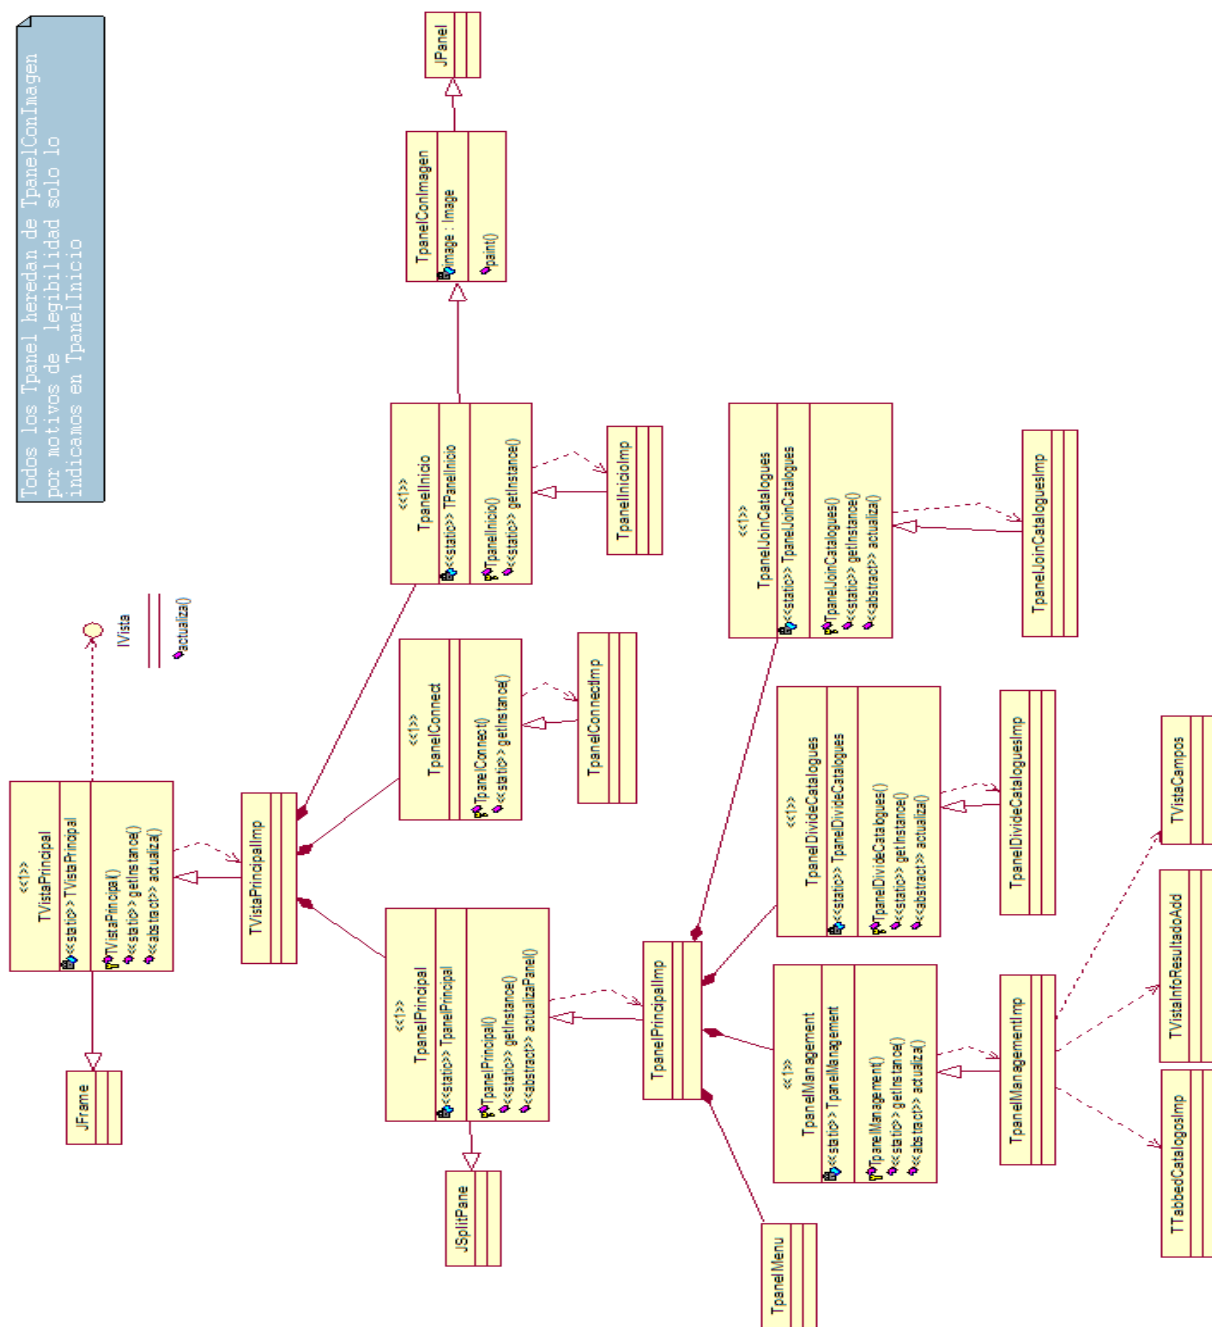 Todos los Tpanel heredan de TpanelConImagen
por motivos de  legibilidad solo lo
indicamos en TpanelInicio
JPanel
TpanelConImagen
image : Image
paint()
<<1>>
TpanelInicio
<<static>> TPanelInicio
TpanelInicio()
<<static>> getInstance()
TpanelInicioImp
IVista
actualiza()
<<1>>
TVistaPrincipal
<<static>> TVistaPrincipal
TVistaPrincipal()
<<static>> getInstance()
<<abstract>> actualiza()
JFrame
TVistaPrincipalImp
<<1>>
TpanelConnect
TpanelConnect()
<<static>> getInstance()
TpanelConnectImp
<<1>>
TpanelPrincipal
<<static>> TpanelPrincipal
TpanelPrincipal()
<<static>> getInstance()
<<abstract>> actualizaPanel()
JSplitPane
TpanelPrincipalImp
<<1>>
TpanelJoinCatalogues
<<static>> TpanelJoinCatalogues
TpanelJoinCatalogues()
<<static>> getInstance()
<<abstract>> actualiza()
TpanelJoinCataloguesImp
<<1>>
TpanelDivideCatalogues
<<static>> TpanelDivideCatalogues
TpanelDivideCatalogues()
<<static>> getInstance()
<<abstract>> actualiza()
TpanelDivideCataloguesImp
<<1>>
TpanelManagement
<<static>> TpanelManagement
TpanelManagement()
<<static>> getInstance()
<<abstract>> actualiza()
TpanelManagementImp
TpanelMenu
TVistaCampos
TVistaInfoResultadoAdd
TTabbedCatalogosImp